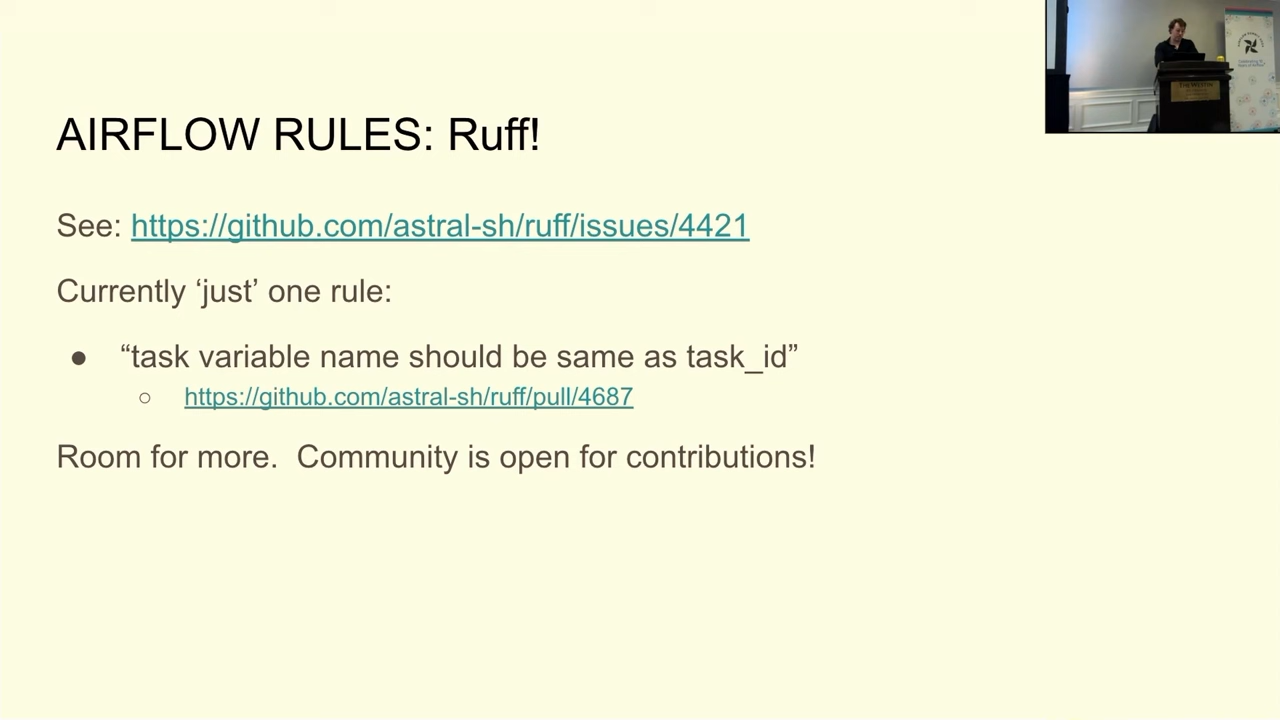 AIRFLOW RULES: Ruff!
See: https://github.com/astral-sh/ruff/issues/4421
Currently ‘just’ one rule:
● “task variable name should be same as task_id”
○ https://github.com/astral-sh/ruff/pull/4687
Room for more.  Community is open for contributions!
THE WESTIN